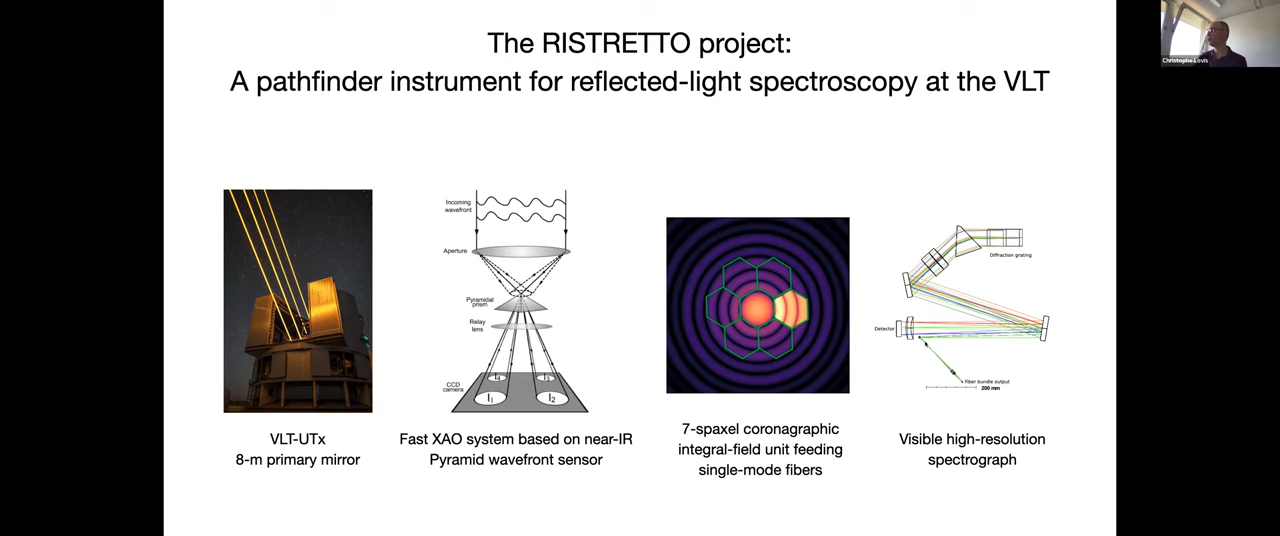 The RISTRETTO project:
A pathfinder instrument for reflected-light spectroscopy at the VLT
Christophe Lovis
Incoming
wavefront
Aperture
Pyramidal
prism
Relay
lens
CCD
camera
I4
I3
I1
I2
Diffraction grating
Detector
Fiber bundle output
200 mm
VLT-UTx
8-m primary mirror
Fast XAO system based on near-IR
Pyramid wavefront sensor
7-spaxel coronagraphic
integral-field unit feeding
single-mode fibers
Visible high-resolution
spectrograph